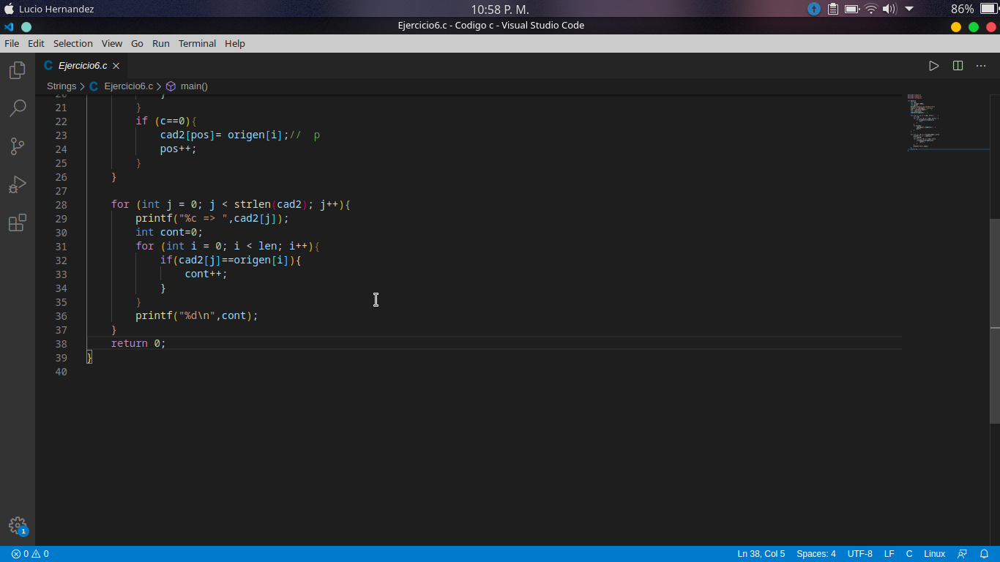 Lucio Hernandez 10:58 P. M. 86%
Ejercicio6.c - Codigo c - Visual Studio Code
File Edit Selection View Go Run Terminal Help
C Ejercicio6.c
Strings > C Ejercicio6.c > main()
20 }
21 }
22 if (c==0){
23 cad2[pos]= origen[i];//  p
24 pos++;
25 }
26 }
27
28 for (int j = 0; j < strlen(cad2); j++){
29 printf("%c => ",cad2[j]);
30 int cont=0;
31 for (int i = 0; i < len; i++){
32 if(cad2[j]==origen[i]){
33 cont++;
34 }
35 }
36 printf("%d\n",cont);
37 }
38 return 0;
39 }
40
1
0 0 Ln 38, Col 5 Spaces: 4 UTF-8 LF C Linux